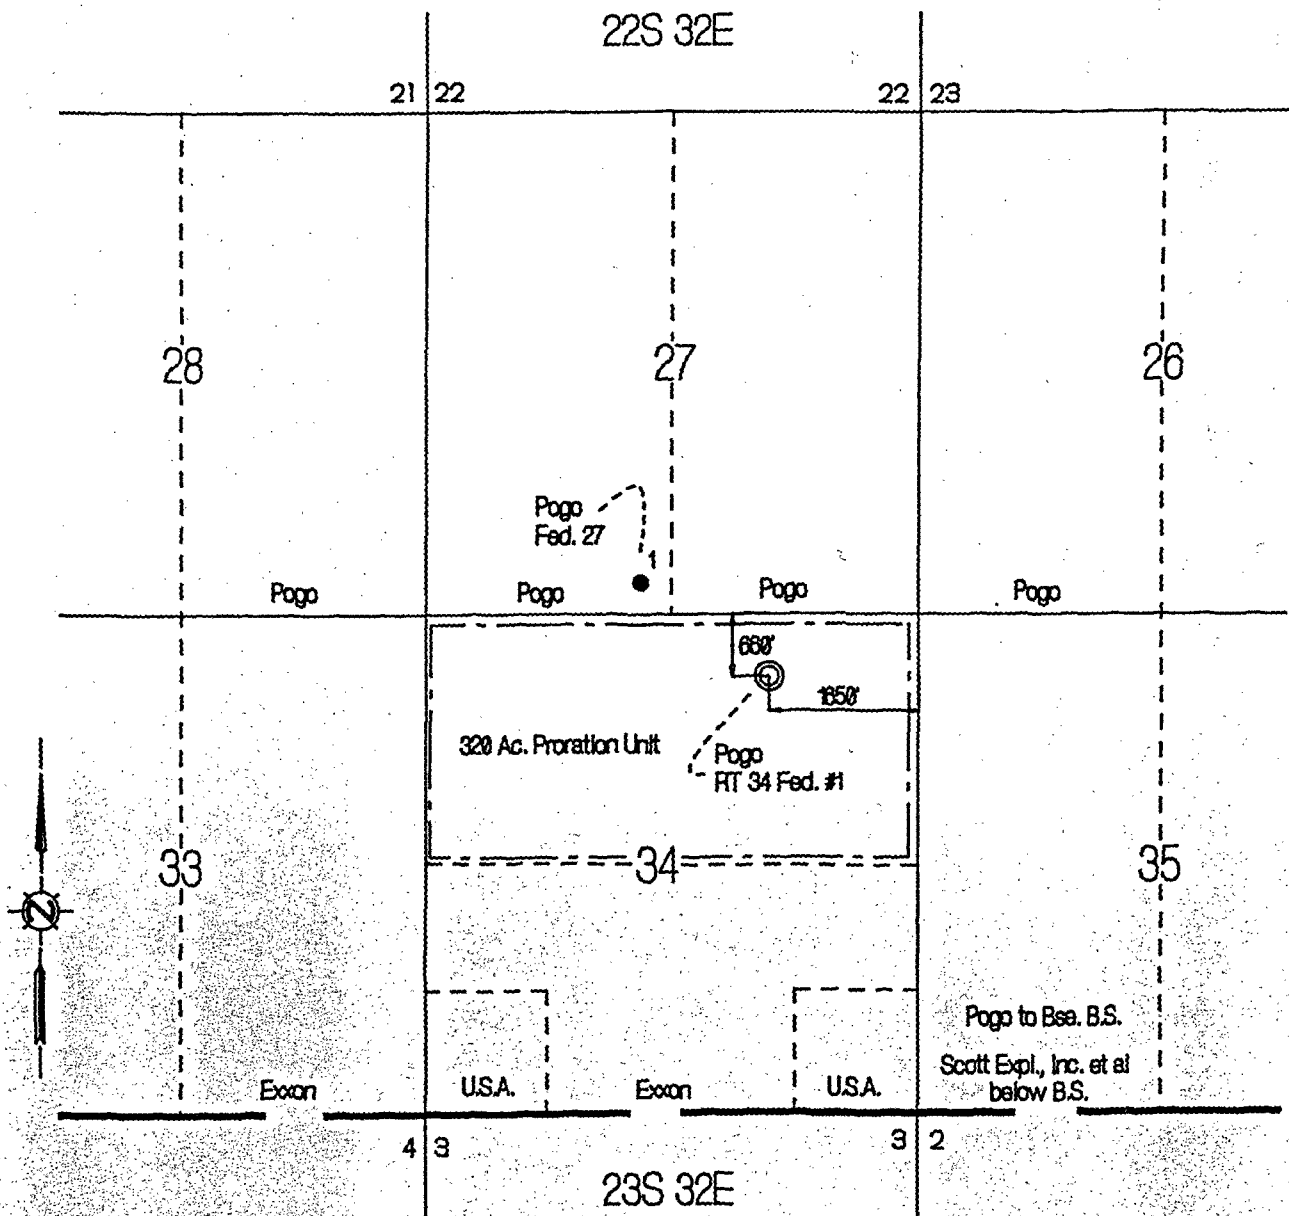 22S 32E
21 22
22 23
28
27
26
Pogo
Fed. 27
1
Pogo
Pogo
Pogo
Pogo
660'
1650'
320 Ac. Proration Unit
Pogo
RT 34 Fed. #1
33
34
35
N
Pogo to Bse. B.S.
Scott Expl., Inc. et al
below B.S.
Exxon
U.S.A.
Exxon
U.S.A.
4 3
3 2
23S 32E